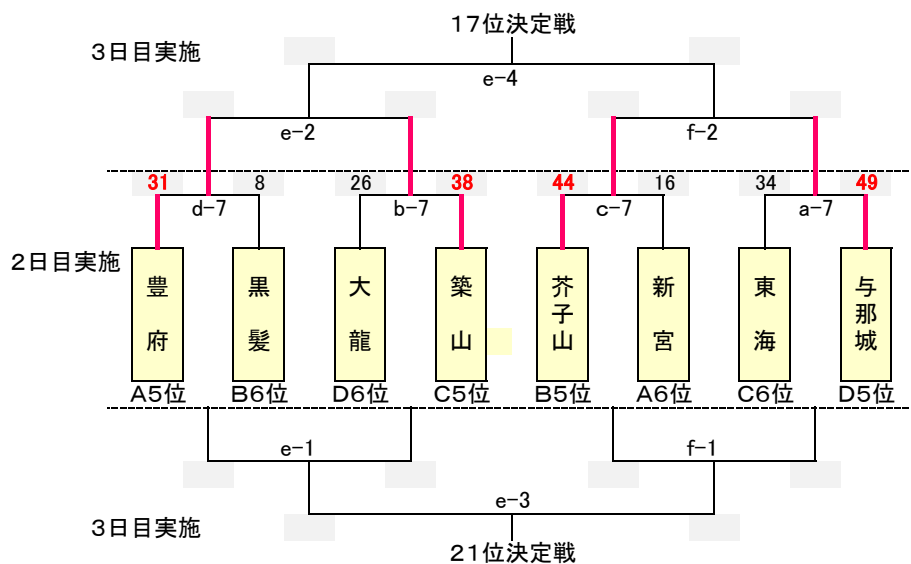 17位決定戦
3日目実施
e-4
e-2
f-2
31
8
26
38
44
16
34
49
d-7
b-7
c-7
a-7
2日目実施
豊府
黒髪
大龍
築山
芥子山
新宮
東海
与那城
A5位
B6位
D6位
C5位
B5位
A6位
C6位
D5位
e-1
f-1
e-3
3日目実施
21位決定戦